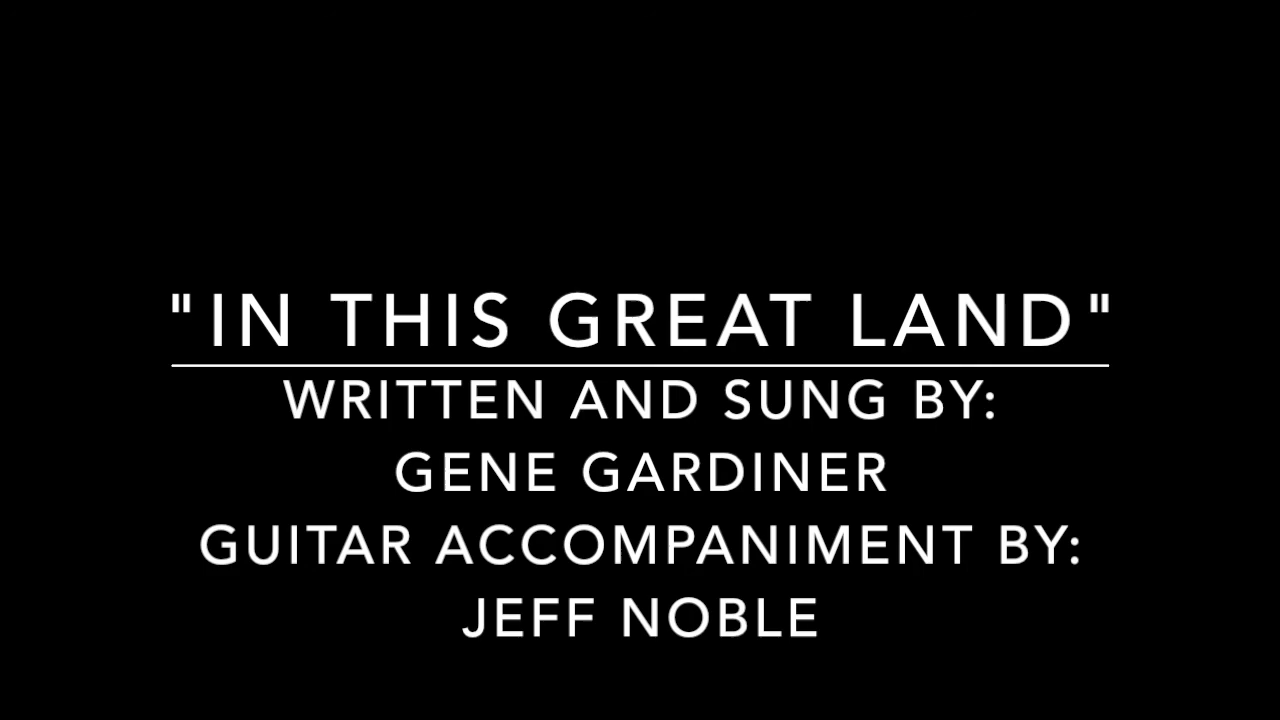 "IN THIS GREAT LAND"
WRITTEN AND SUNG BY:
GENE GARDINER
GUITAR ACCOMPANIMENT BY:
JEFF NOBLE